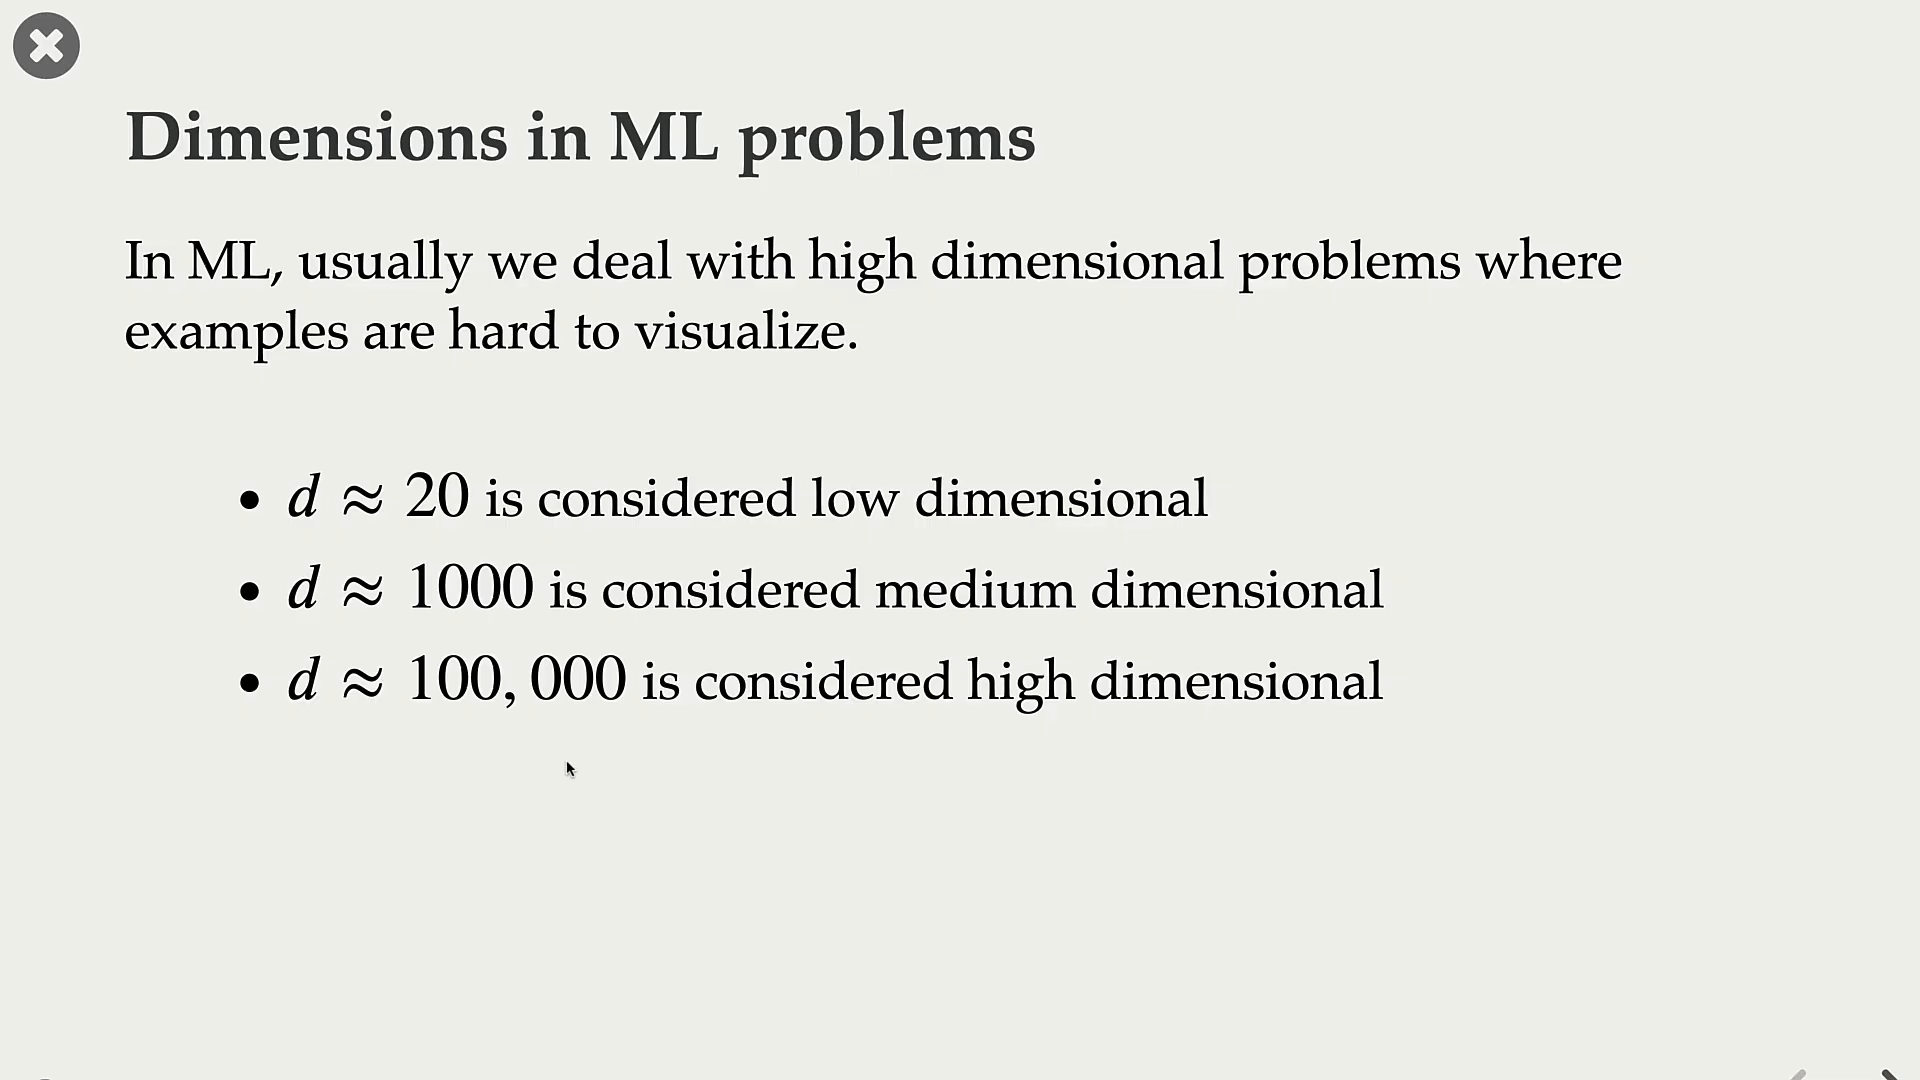 Dimensions in ML problems
In ML, usually we deal with high dimensional problems where
examples are hard to visualize.
• d ≈ 20 is considered low dimensional
• d ≈ 1000 is considered medium dimensional
• d ≈ 100, 000 is considered high dimensional